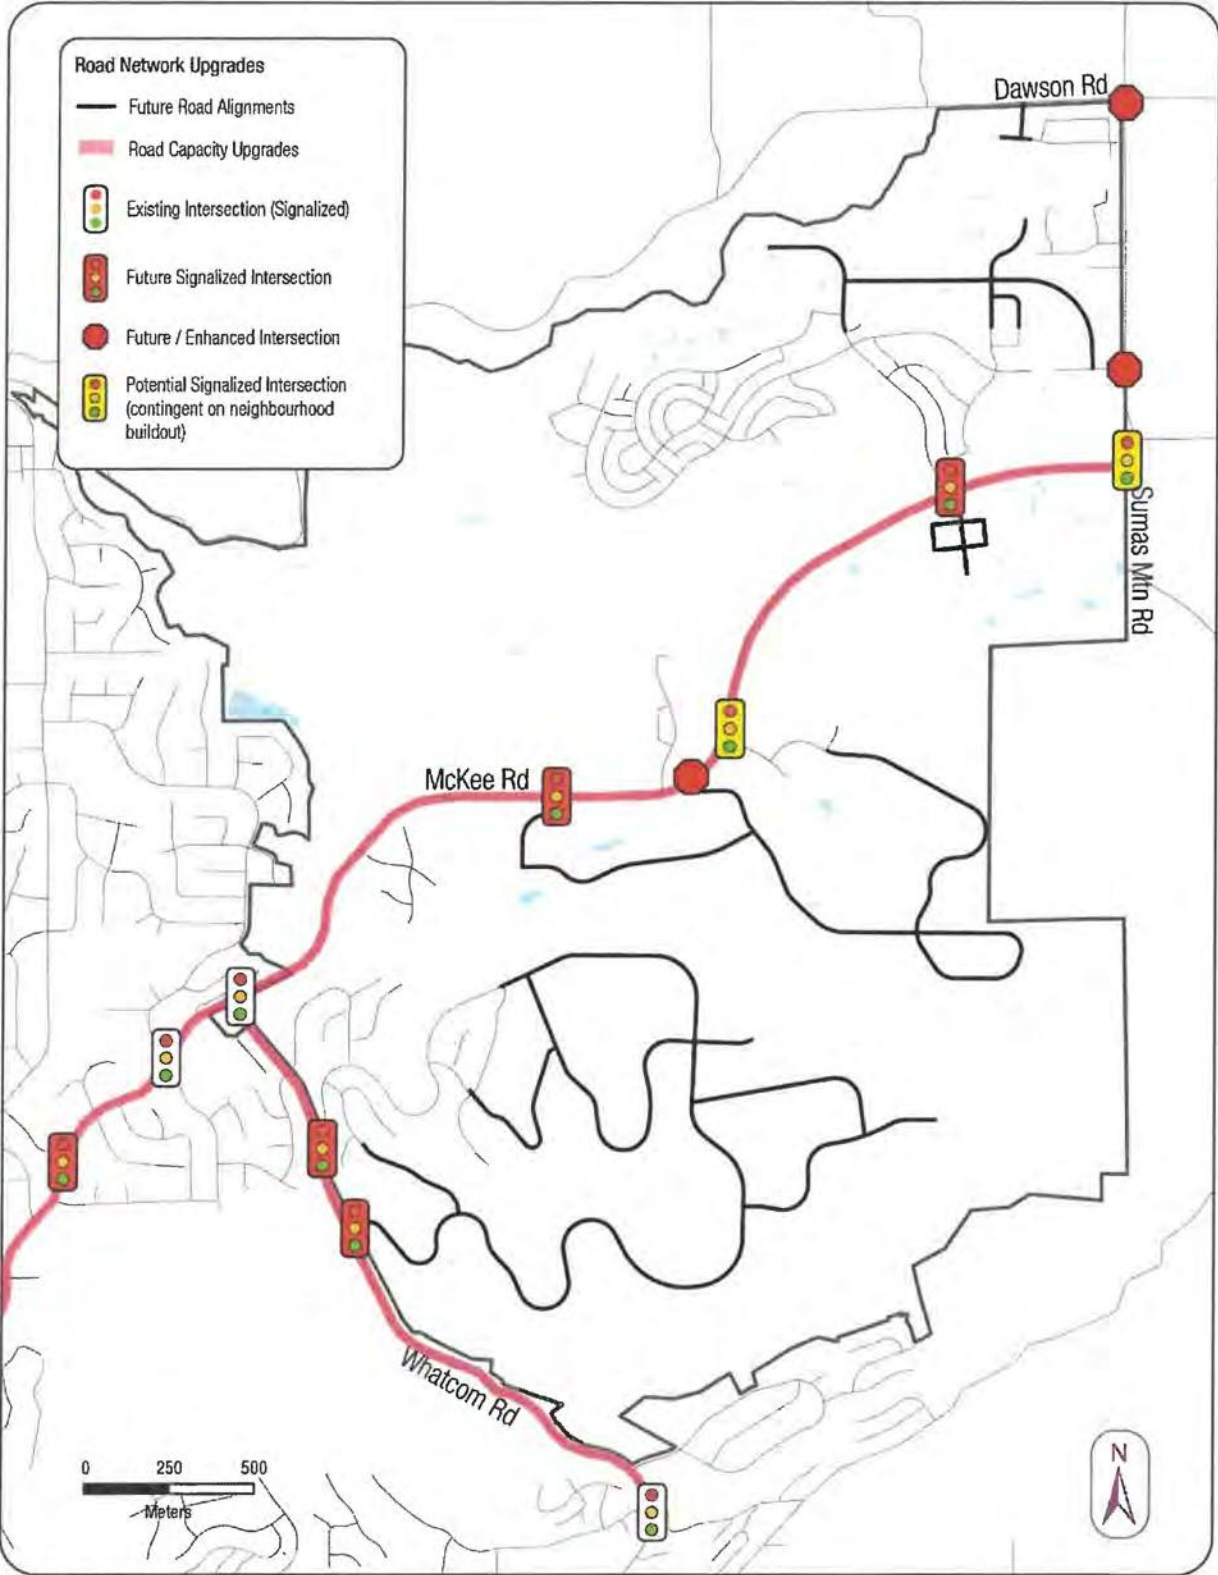 Road Network Upgrades
Future Road Alignments
Road Capacity Upgrades
Existing Intersection (Signalized)
Future Signalized Intersection
Future / Enhanced Intersection
Potential Signalized Intersection
(contingent on neighbourhood
buildout)
Dawson Rd
Sumas Mtn Rd
McKee Rd
Whatcom Rd
0 250 500
Meters
N